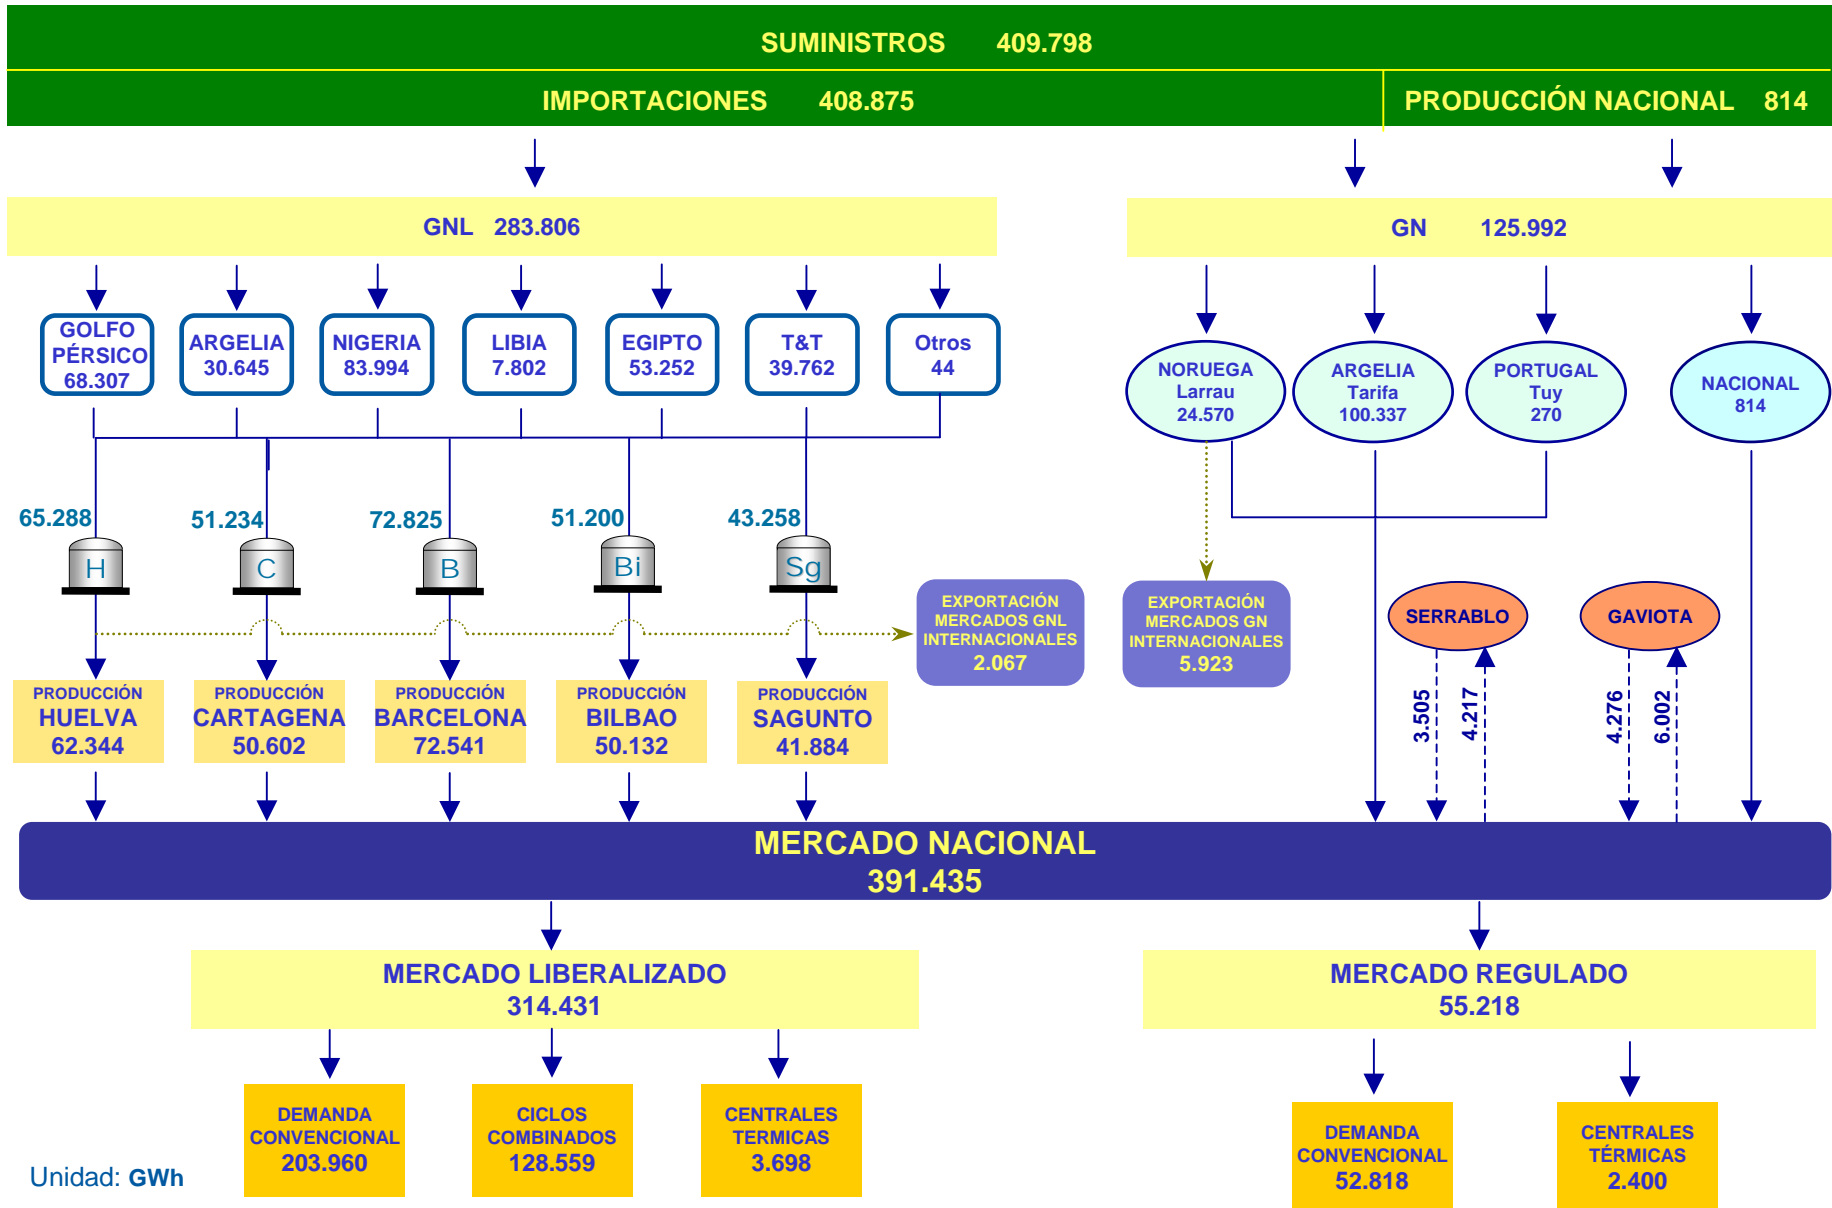 SUMINISTROS 409.798
IMPORTACIONES 408.875
PRODUCCIÓN NACIONAL 814
GNL 283.806
GN 125.992
GOLFO
PÉRSICO
68.307
ARGELIA
30.645
NIGERIA
83.994
LIBIA
7.802
EGIPTO
53.252
T&T
39.762
Otros
44
NORUEGA
Larrau
24.570
ARGELIA
Tarifa
100.337
PORTUGAL
Tuy
270
NACIONAL
814
65.288
51.234
72.825
51.200
43.258
H
C
B
Bi
Sg
EXPORTACIÓN
MERCADOS GNL
INTERNACIONALES
2.067
EXPORTACIÓN
MERCADOS GN
INTERNACIONALES
5.923
SERRABLO
GAVIOTA
3.505
4.217
4.276
6.002
PRODUCCIÓN
HUELVA
62.344
PRODUCCIÓN
CARTAGENA
50.602
PRODUCCIÓN
BARCELONA
72.541
PRODUCCIÓN
BILBAO
50.132
PRODUCCIÓN
SAGUNTO
41.884
MERCADO NACIONAL
391.435
MERCADO LIBERALIZADO
314.431
MERCADO REGULADO
55.218
DEMANDA
CONVENCIONAL
203.960
CICLOS
COMBINADOS
128.559
CENTRALES
TERMICAS
3.698
DEMANDA
CONVENCIONAL
52.818
CENTRALES
TÉRMICAS
2.400
Unidad: GWh